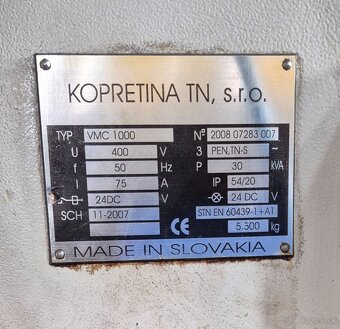 KOPRETINA TN, s.r.o.
TYP VMC 1000 Nº 2008 07283 007
U 400 V 3 PEN,TN-S ~
f 50 Hz P 30 kVA
I 75 A IP 54/20
24DC V 24 DC V
SCH 11-2007 CE STN EN 60439-1+A1
5.500 kg
MADE IN SLOVAKIA